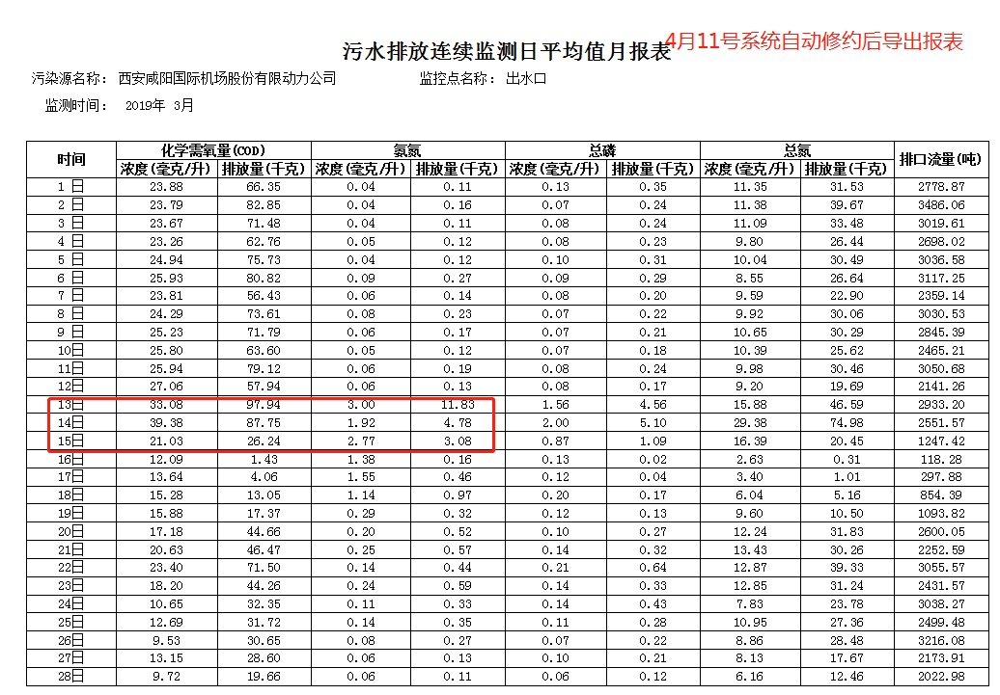 4月11号系统自动修约后导出报表
污水排放连续监测日平均值月报表
污染源名称： 西安咸阳国际机场股份有限动力公司 监控点名称： 出水口
监测时间： 2019年 3月
时间 化学需氧量(COD) 氨氮 总磷 总氮 排口流量(吨)
浓度(毫克/升) 排放量(千克) 浓度(毫克/升) 排放量(千克) 浓度(毫克/升) 排放量(千克) 浓度(毫克/升) 排放量(千克)
1 日 23.88 66.35 0.04 0.11 0.13 0.35 11.35 31.53 2778.87
2 日 23.79 82.85 0.04 0.16 0.07 0.24 11.38 39.67 3486.06
3 日 23.67 71.48 0.04 0.11 0.08 0.24 11.09 33.48 3019.61
4 日 23.26 62.76 0.05 0.12 0.08 0.23 9.80 26.44 2698.02
5 日 24.94 75.73 0.04 0.12 0.10 0.31 10.04 30.49 3036.58
6 日 25.93 80.82 0.09 0.27 0.09 0.29 8.55 26.64 3117.25
7 日 23.81 56.43 0.06 0.14 0.08 0.20 9.59 22.90 2359.14
8 日 24.29 73.61 0.08 0.23 0.07 0.22 9.92 30.06 3030.53
9 日 25.23 71.79 0.06 0.17 0.07 0.21 10.65 30.29 2845.39
10日 25.80 63.60 0.05 0.12 0.07 0.18 10.39 25.62 2465.21
11日 25.94 79.12 0.06 0.19 0.08 0.24 9.98 30.46 3050.68
12日 27.06 57.94 0.06 0.13 0.08 0.17 9.20 19.69 2141.26
13日 33.08 97.94 3.00 11.83 1.56 4.56 15.88 46.59 2933.20
14日 39.38 87.75 1.92 4.78 2.00 5.10 29.38 74.98 2551.57
15日 21.03 26.24 2.77 3.08 0.87 1.09 16.39 20.45 1247.42
16日 12.09 1.43 1.38 0.16 0.13 0.02 2.63 0.31 118.28
17日 13.64 4.06 1.55 0.46 0.12 0.04 3.40 1.01 297.88
18日 15.28 13.05 1.14 0.97 0.20 0.17 6.04 5.16 854.39
19日 15.88 17.37 0.29 0.32 0.12 0.13 9.60 10.50 1093.82
20日 17.18 44.66 0.20 0.52 0.10 0.27 12.24 31.83 2600.05
21日 20.63 46.47 0.25 0.57 0.14 0.32 13.43 30.26 2252.59
22日 23.40 71.50 0.14 0.44 0.21 0.64 12.87 39.33 3055.57
23日 18.20 44.26 0.24 0.59 0.14 0.33 12.85 31.24 2431.57
24日 10.65 32.35 0.11 0.33 0.14 0.43 7.83 23.78 3038.27
25日 12.69 31.72 0.14 0.35 0.11 0.28 10.95 27.36 2499.48
26日 9.53 30.65 0.08 0.27 0.07 0.22 8.86 28.48 3216.08
27日 13.15 28.60 0.06 0.13 0.10 0.21 8.13 17.67 2173.91
28日 9.72 19.66 0.06 0.11 0.06 0.12 6.16 12.46 2022.98